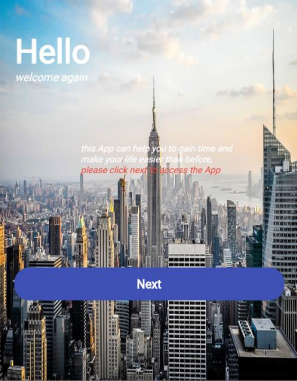 Hello
welcome again
this App can help you to gain time and
make your life easier than before,
please click next to access the App
Next